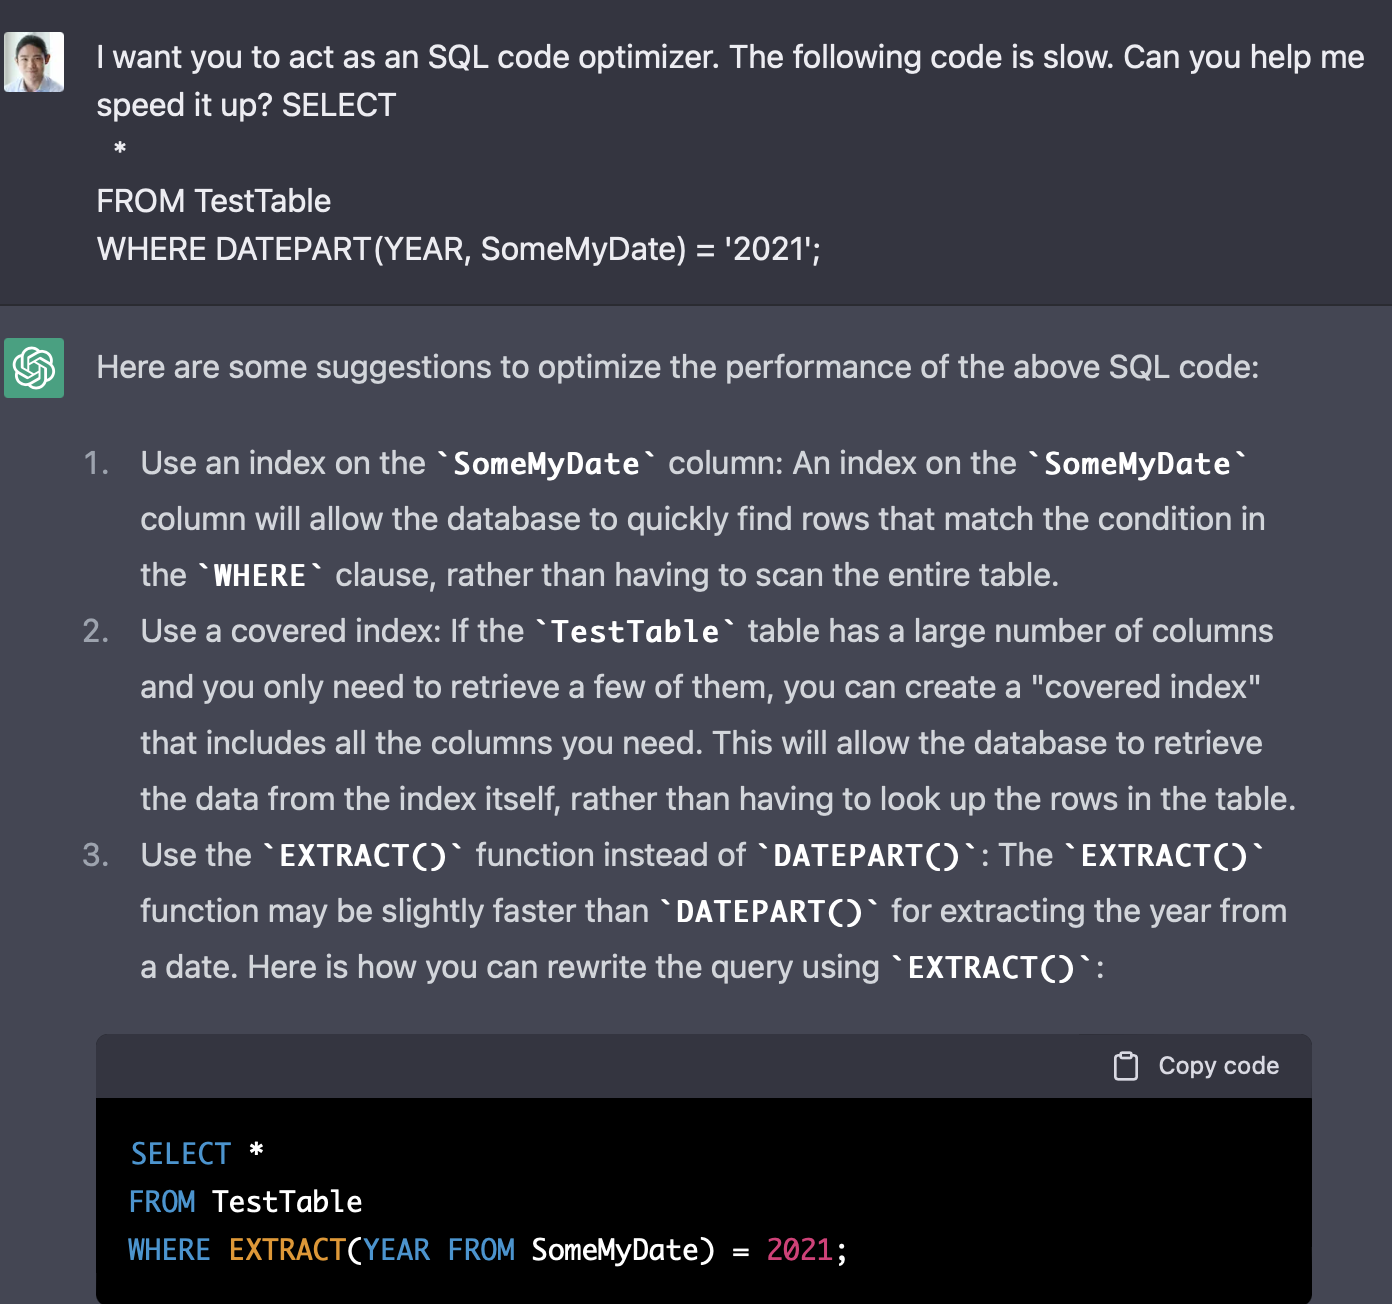 I want you to act as an SQL code optimizer. The following code is slow. Can you help me
speed it up? SELECT
*
FROM TestTable
WHERE DATEPART(YEAR, SomeMyDate) = '2021';
Here are some suggestions to optimize the performance of the above SQL code:
1. Use an index on the `SomeMyDate` column: An index on the `SomeMyDate`
column will allow the database to quickly find rows that match the condition in
the `WHERE` clause, rather than having to scan the entire table.
2. Use a covered index: If the `TestTable` table has a large number of columns
and you only need to retrieve a few of them, you can create a "covered index"
that includes all the columns you need. This will allow the database to retrieve
the data from the index itself, rather than having to look up the rows in the table.
3. Use the `EXTRACT()` function instead of `DATEPART()`: The `EXTRACT()`
function may be slightly faster than `DATEPART()` for extracting the year from
a date. Here is how you can rewrite the query using `EXTRACT()`:
Copy code
SELECT *
FROM TestTable
WHERE EXTRACT(YEAR FROM SomeMyDate) = 2021;